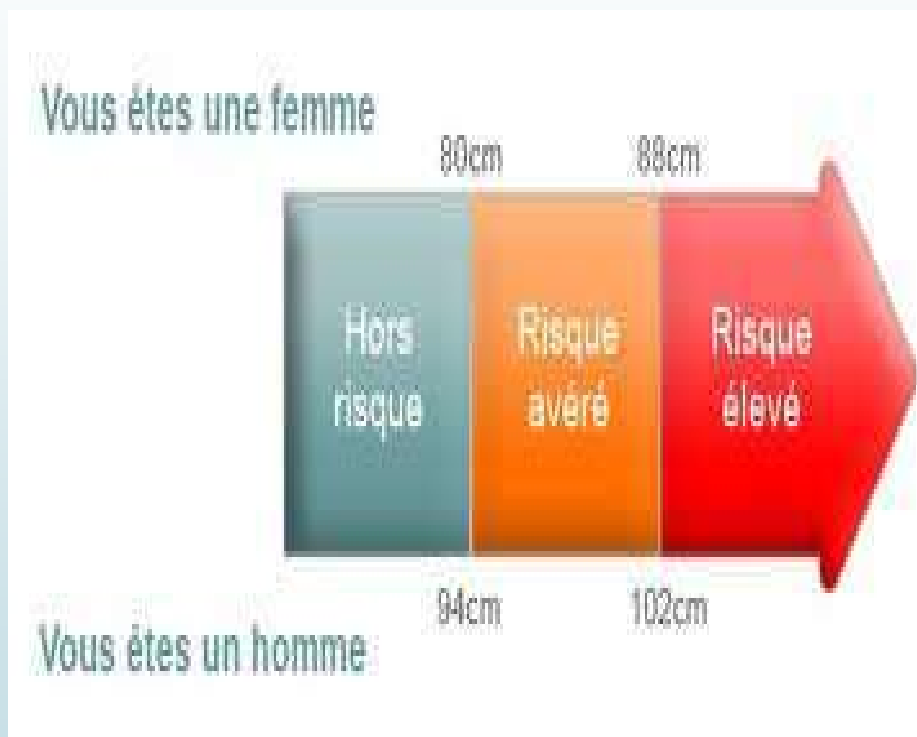 Vous êtes une femme
80cm 88cm
Hors risque
Risque avéré
Risque élevé
94cm 102cm
Vous êtes un homme